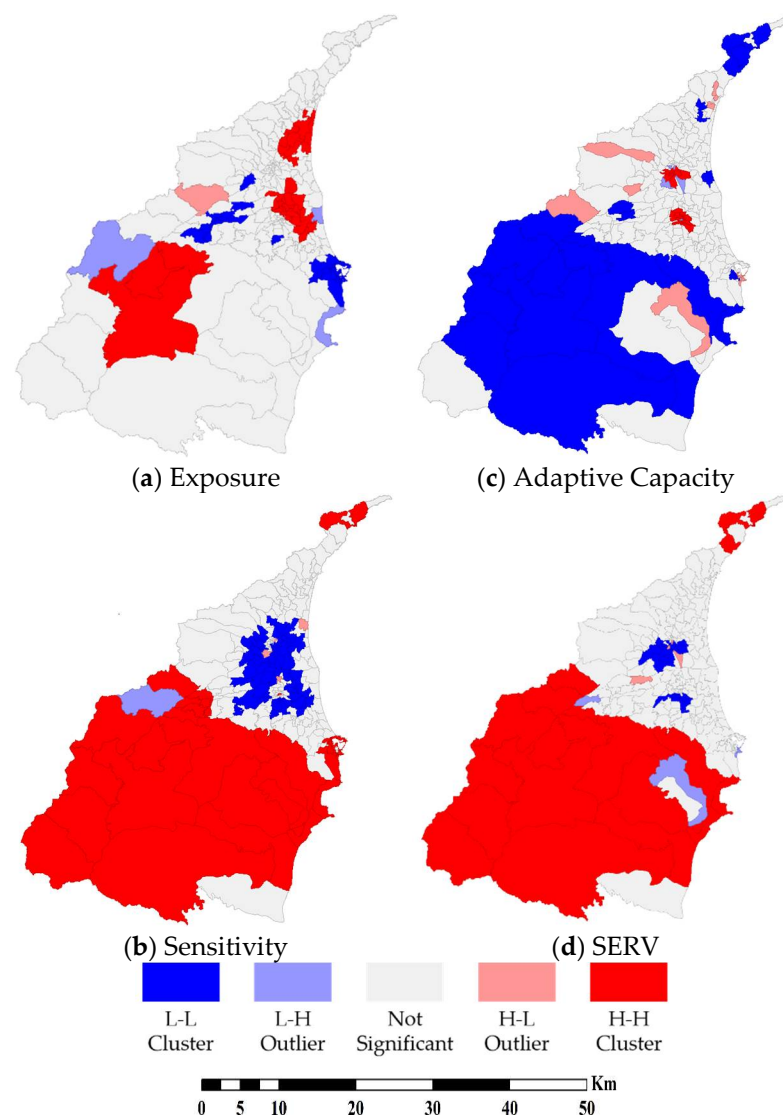 (a) Exposure
(c) Adaptive Capacity
(b) Sensitivity
(d) SERV
L-L
Cluster
L-H
Outlier
Not
Significant
H-L
Outlier
H-H
Cluster
Km
0 5 10 20 30 40 50